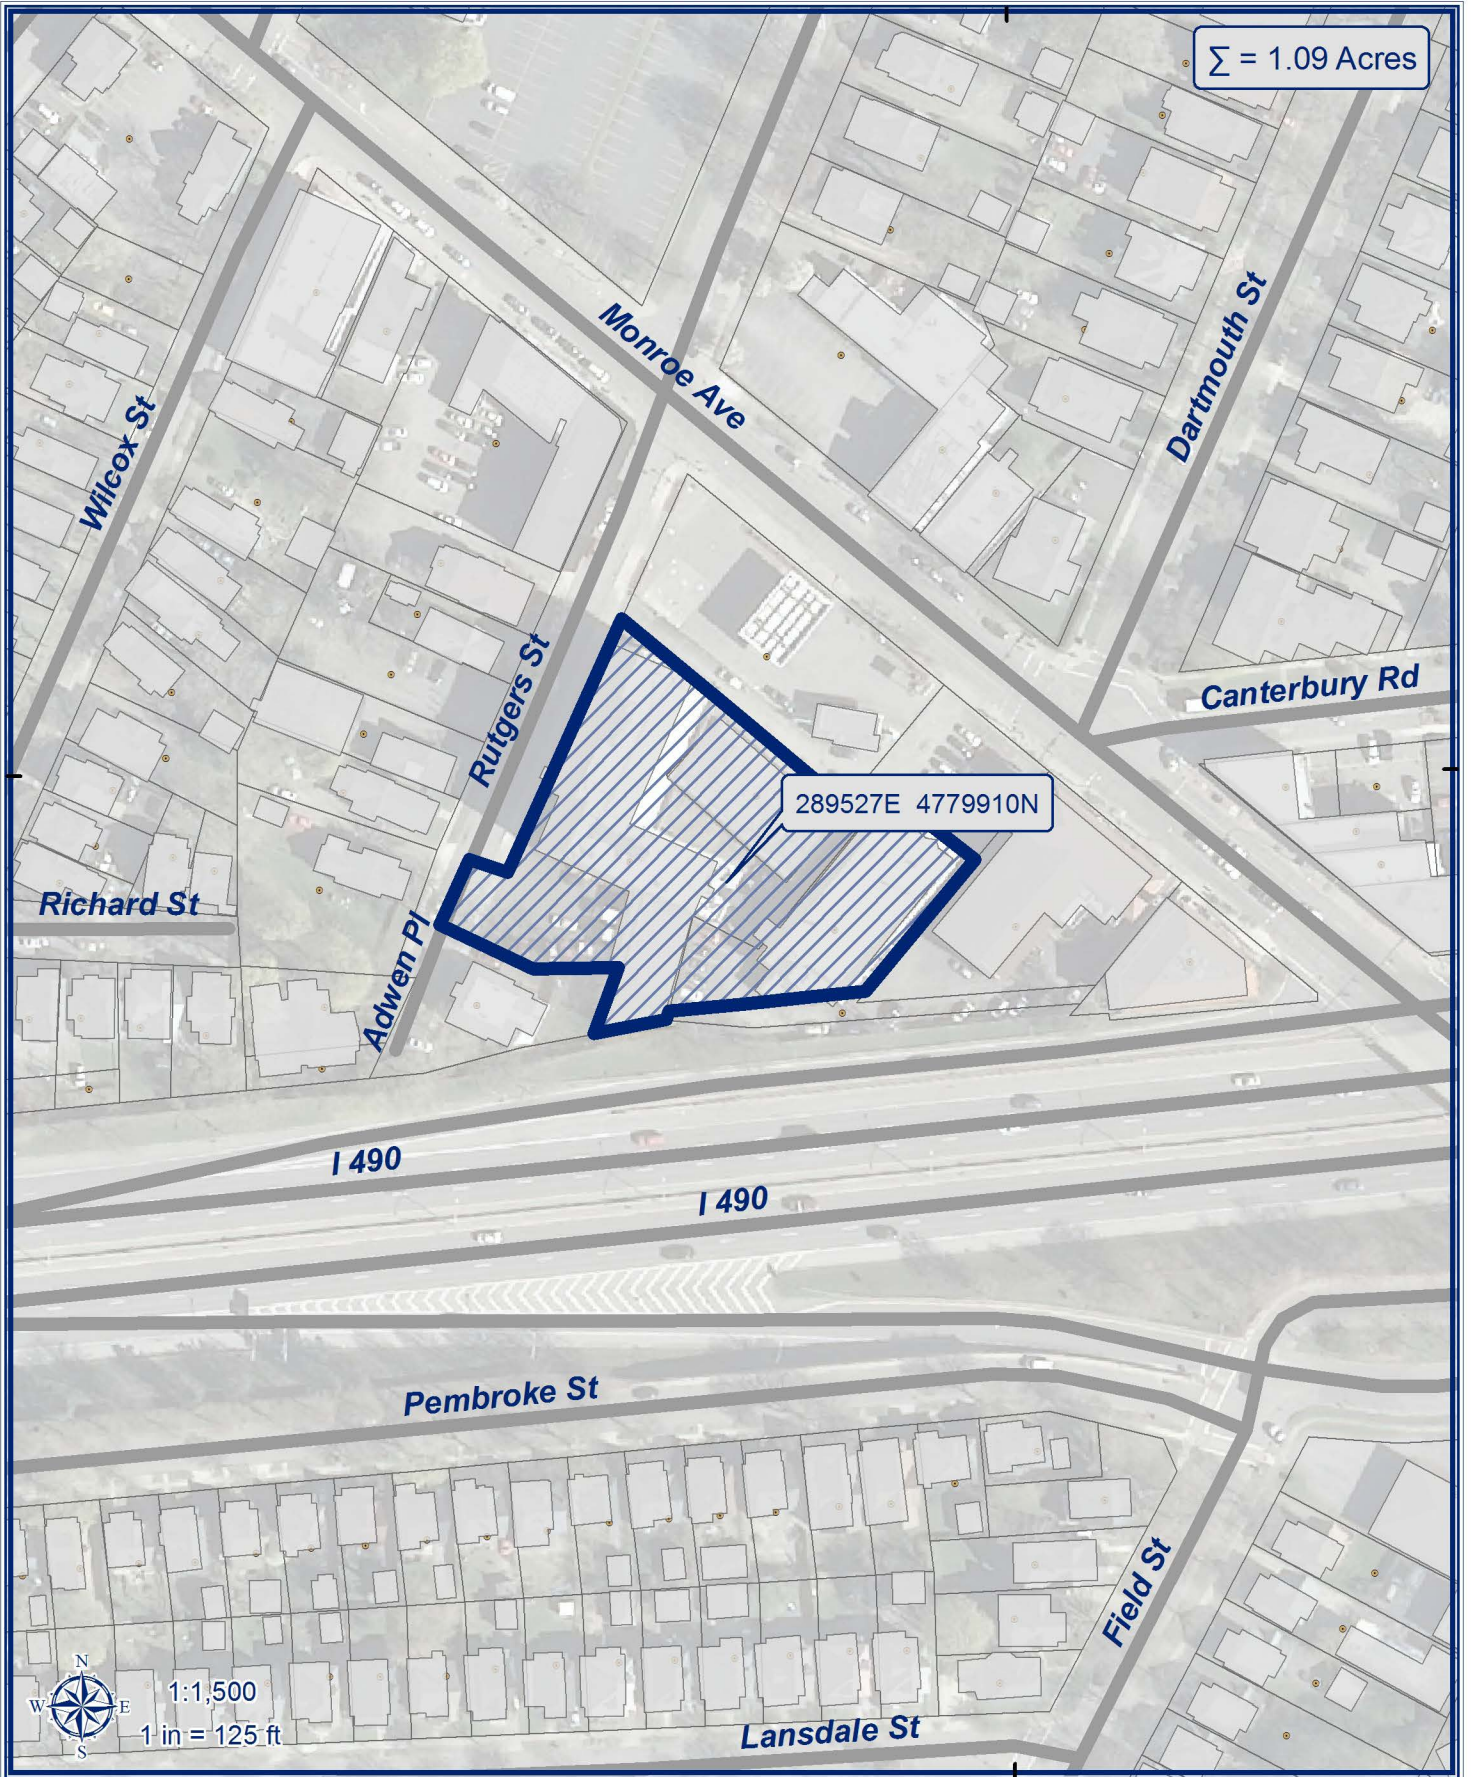 ∑ = 1.09 Acres
Monroe Ave
Dartmouth St
Wilcox St
Rutgers St
Canterbury Rd
289527E 4779910N
Richard St
Adwen Pl
I 490
I 490
Pembroke St
Field St
N
W E
S
1:1,500
1 in = 125 ft
Lansdale St